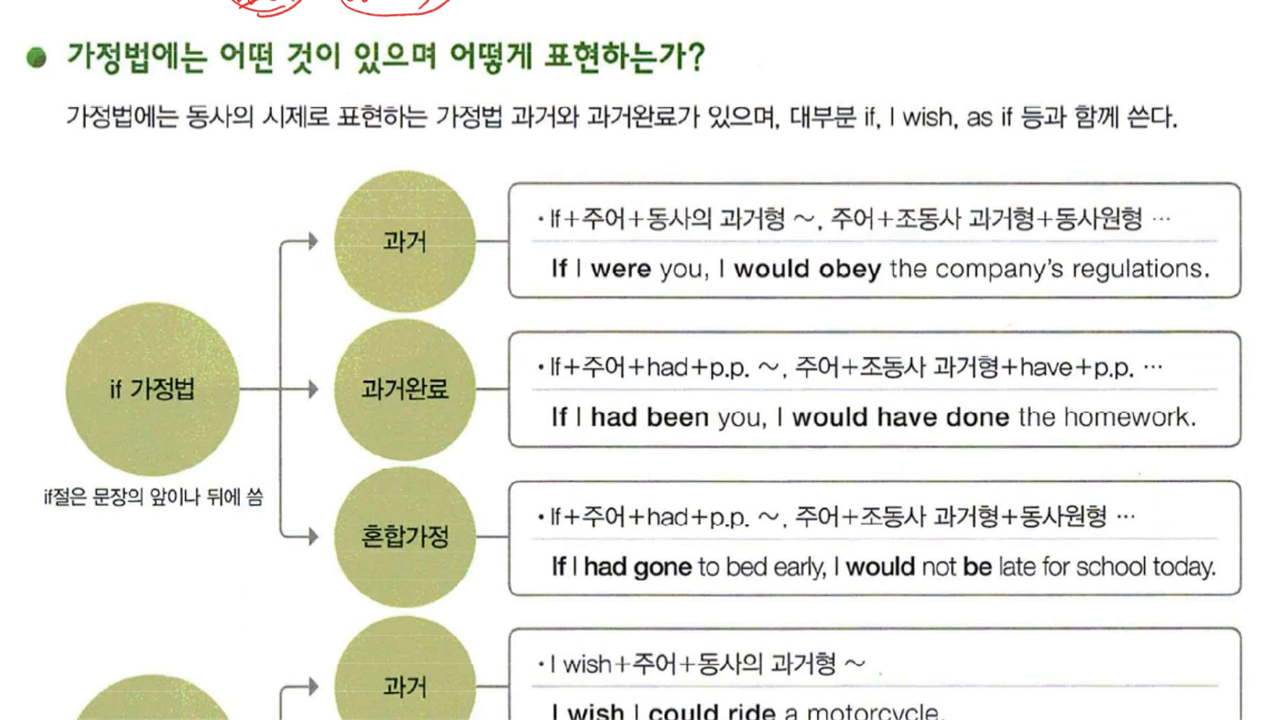 가정법에는 어떤 것이 있으며 어떻게 표현하는가?
가정법에는 동사의 시제로 표현하는 가정법 과거와 과거완료가 있으며, 대부분 if, I wish, as if 등과 함께 쓴다.
과거
• If+주어+동사의 과거형 ~, 주어+조동사 과거형+동사원형 …
If I were you, I would obey the company's regulations.
if 가정법
if절은 문장의 앞이나 뒤에 씀
과거완료
• If+주어+had+p.p. ~, 주어+조동사 과거형+have+p.p. …
If I had been you, I would have done the homework.
혼합가정
• If+주어+had+p.p. ~, 주어+조동사 과거형+동사원형 …
If I had gone to bed early, I would not be late for school today.
과거
• I wish+주어+동사의 과거형 ~
I wish I could ride a motorcycle.